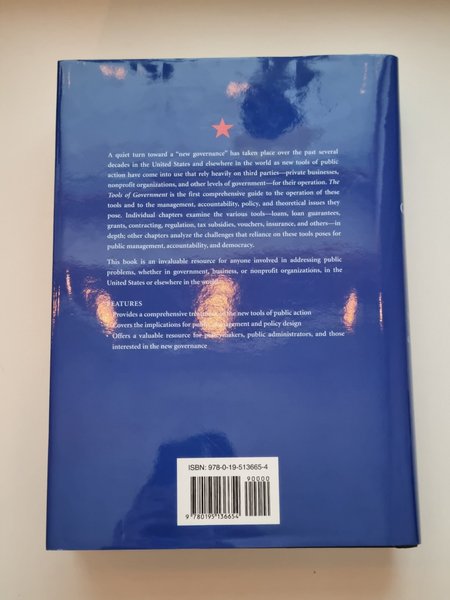 A quiet turn toward a “new governance” has taken place over the past several
decades in the United States and elsewhere in the world as new tools of public
action have come into use that rely heavily on third parties—private businesses,
nonprofit organizations, and other levels of government—for their operation. The
Tools of Government is the first comprehensive guide to the operation of these
tools and to the management, accountability, policy, and theoretical issues they
pose. Individual chapters examine the various tools—loans, loan guarantees,
grants, contracting, regulation, tax subsidies, vouchers, insurance, and others—in
depth; other chapters analyze the challenges that reliance on these tools poses for
public management, accountability, and democracy.
This book is an invaluable resource for anyone involved in addressing public
problems, whether in government, business, or nonprofit organizations, in the
United States or elsewhere in the world.
FEATURES
• Provides a comprehensive treatment of the new tools of public action
• Covers the implications for public management and policy design
• Offers a valuable resource for policymakers, public administrators, and those
interested in the new governance
ISBN: 978-0-19-513665-4
90000
9 780195 136654